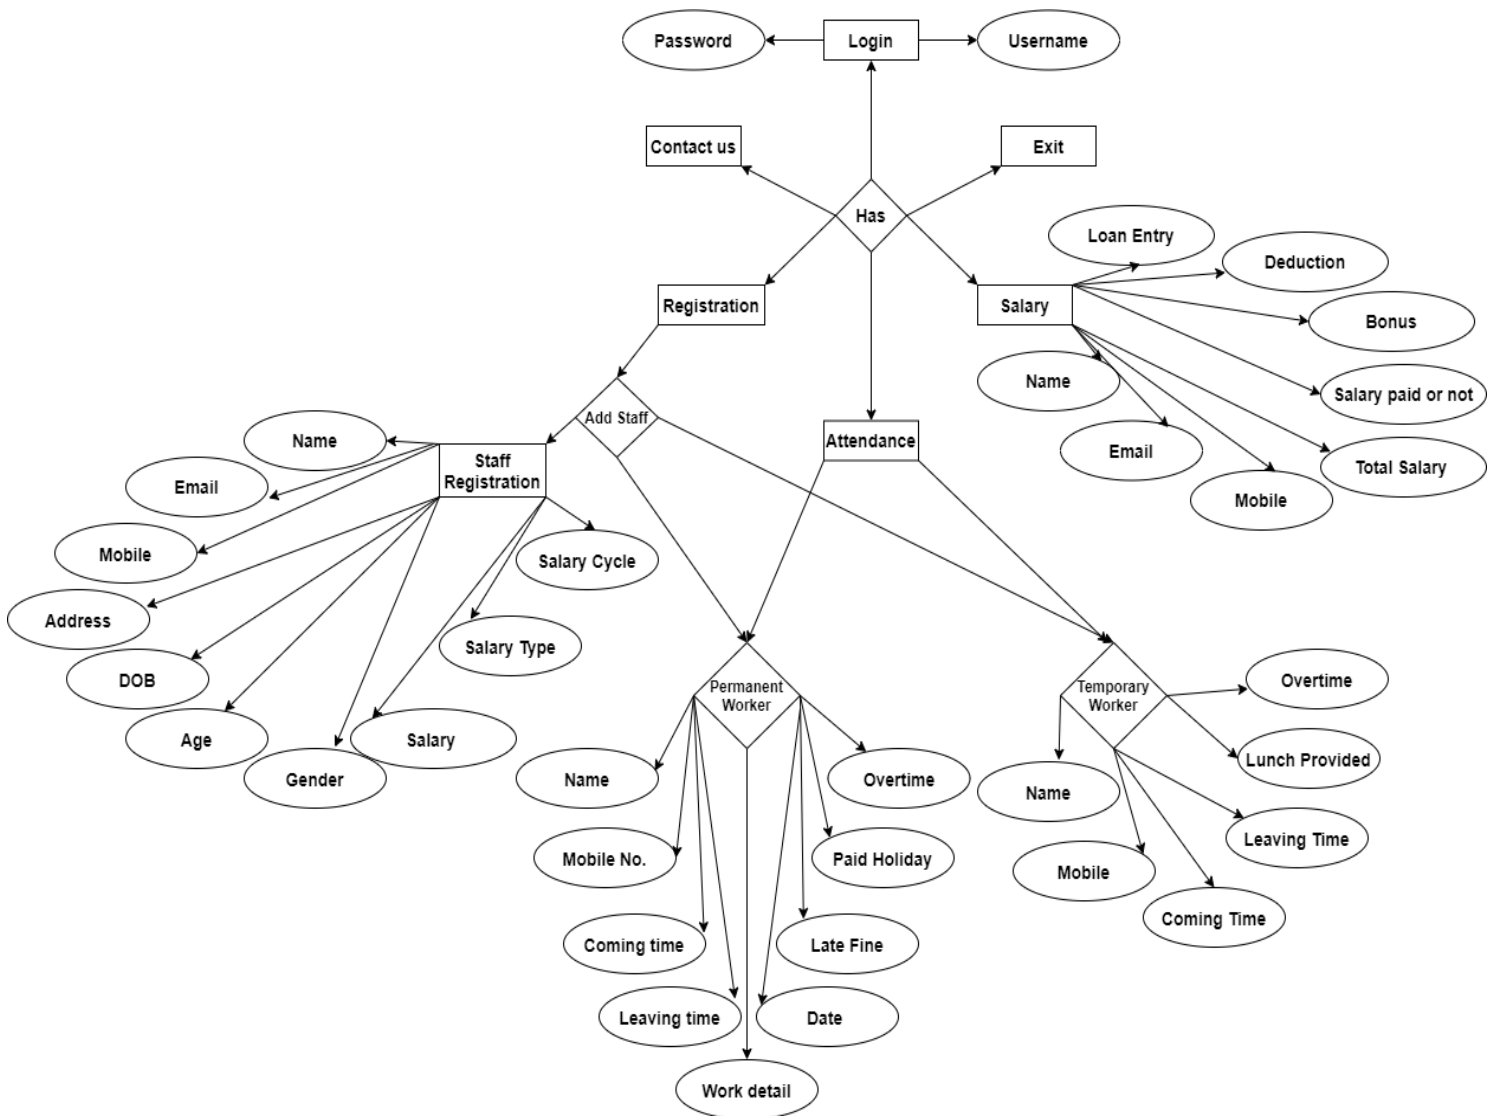 Password
Login
Username
Contact us
Exit
Has
Loan Entry
Deduction
Registration
Salary
Bonus
Name
Salary paid or not
Add Staff
Attendance
Name
Email
Total Salary
Staff
Registration
Email
Mobile
Mobile
Salary Cycle
Address
Salary Type
DOB
Permanent
Worker
Temporary
Worker
Overtime
Age
Salary
Gender
Name
Overtime
Name
Lunch Provided
Leaving Time
Mobile No.
Paid Holiday
Mobile
Coming Time
Coming time
Late Fine
Leaving time
Date
Work detail